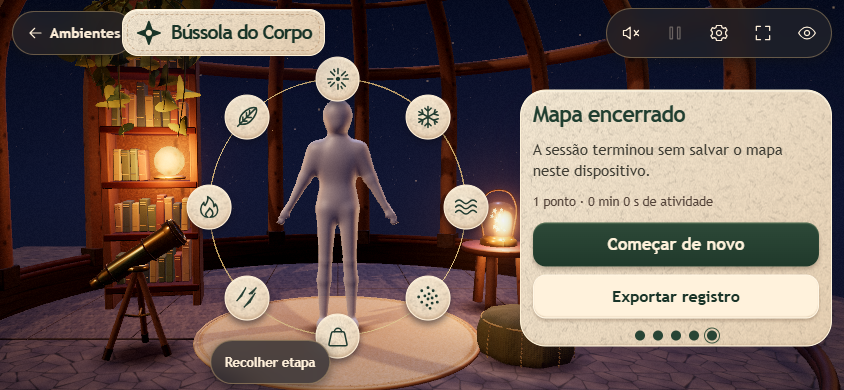 Ambientes
Bússola do Corpo
Mapa encerrado
A sessão terminou sem salvar o mapa
neste dispositivo.
1 ponto · 0 min 0 s de atividade
Começar de novo
Exportar registro
Recolher etapa